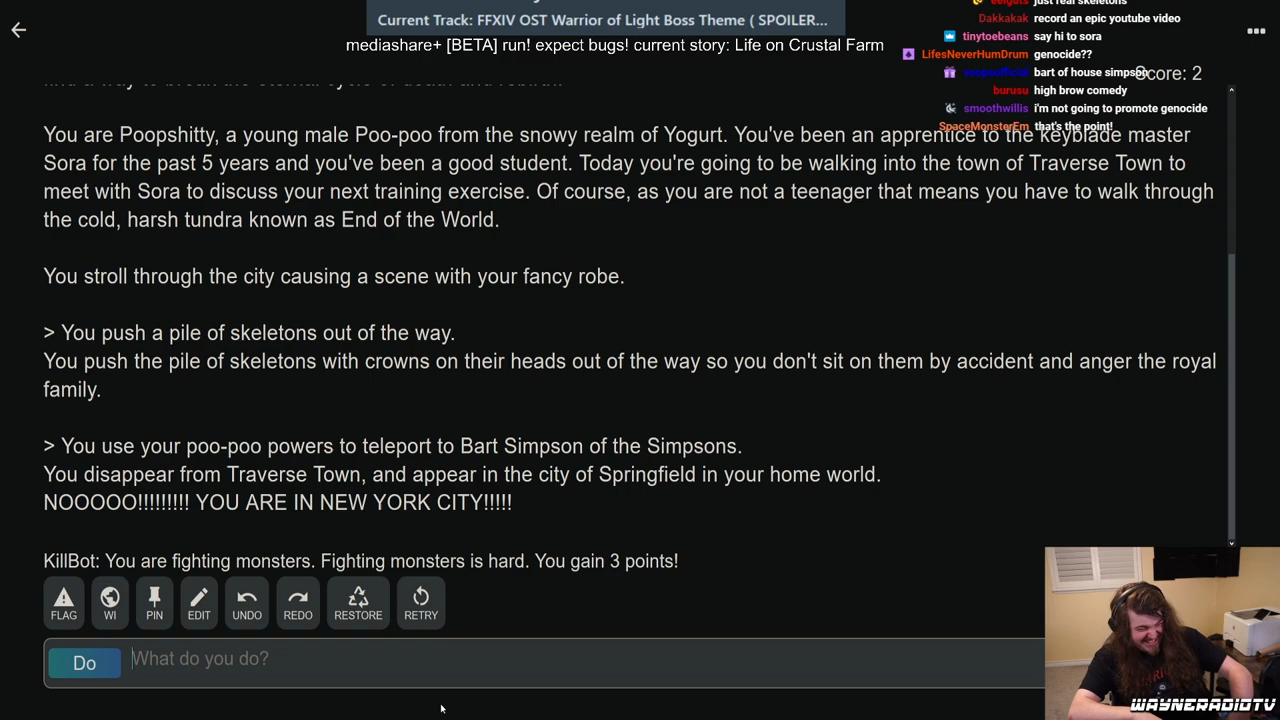 Current Track: FFXIV OST Warrior of Light Boss Theme ( SPOILER...
mediashare+ [BETA] run! expect bugs! current story: Life on Crustal Farm
just real skeletons
Dakkakak record an epic youtube video
tinytoebeans say hi to sora
LifesNeverHumDrum genocide??
bart of house simpson
Score: 2
burusu high brow comedy
smoothwillis i'm not going to promote genocide
SpaceMonsterEm that's the point!
You are Poopshitty, a young male Poo-poo from the snowy realm of Yogurt. You've been an apprentice to the keyblade master
Sora for the past 5 years and you've been a good student. Today you're going to be walking into the town of Traverse Town to
meet with Sora to discuss your next training exercise. Of course, as you are not a teenager that means you have to walk through
the cold, harsh tundra known as End of the World.
You stroll through the city causing a scene with your fancy robe.
> You push a pile of skeletons out of the way.
You push the pile of skeletons with crowns on their heads out of the way so you don't sit on them by accident and anger the royal
family.
> You use your poo-poo powers to teleport to Bart Simpson of the Simpsons.
You disappear from Traverse Town, and appear in the city of Springfield in your home world.
NOOOOO!!!!!!!!! YOU ARE IN NEW YORK CITY!!!!!
KillBot: You are fighting monsters. Fighting monsters is hard. You gain 3 points!
FLAG WI PIN EDIT UNDO REDO RESTORE RETRY
Do What do you do?
WAYNERADIOTV